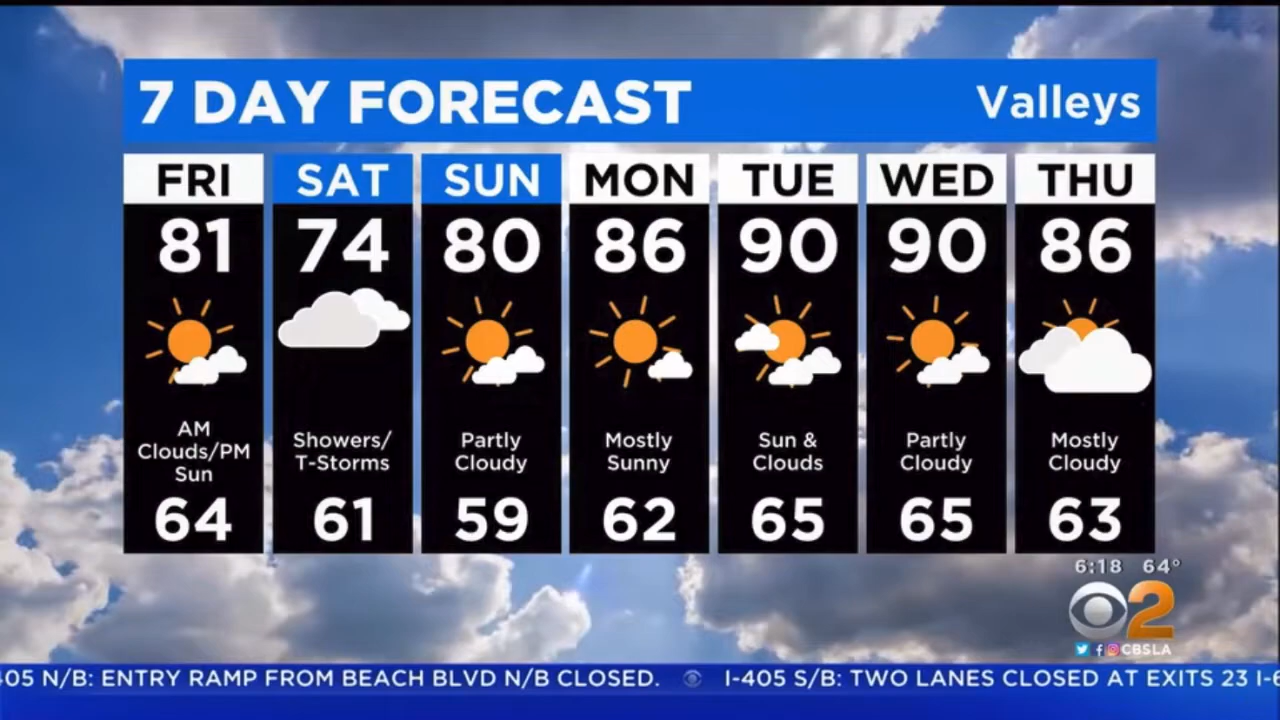 7 DAY FORECAST
Valleys
FRI
81
AM
Clouds/PM
Sun
64
SAT
74
Showers/
T-Storms
61
SUN
80
Partly
Cloudy
59
MON
86
Mostly
Sunny
62
TUE
90
Sun &
Clouds
65
WED
90
Partly
Cloudy
65
THU
86
Mostly
Cloudy
63
6:18 64°
2
CBSLA
405 N/B: ENTRY RAMP FROM BEACH BLVD N/B CLOSED. I-405 S/B: TWO LANES CLOSED AT EXITS 23 I-6